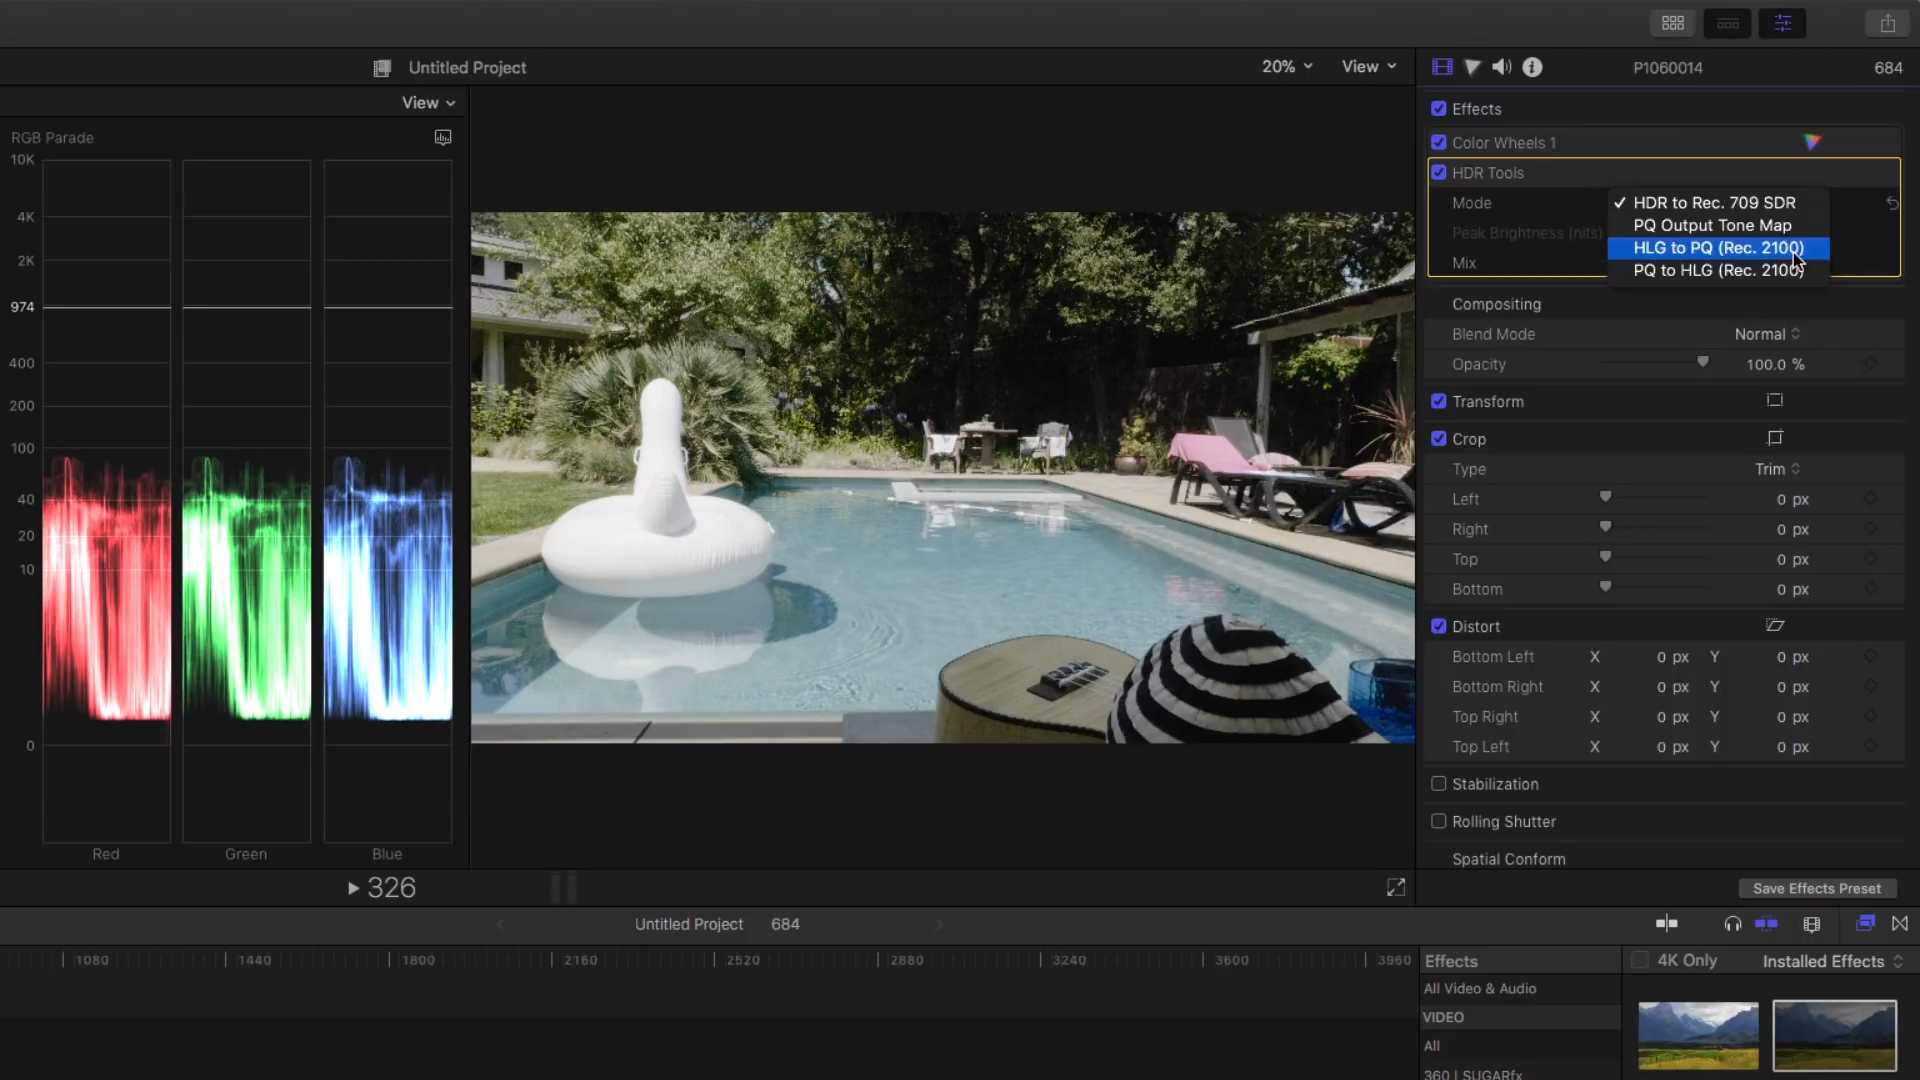 Untitled Project
20%
View
P1060014
684
View
RGB Parade
10K
4K
2K
974
400
200
100
40
20
10
0
Red
Green
Blue
Effects
Color Wheels 1
HDR Tools
Mode
HDR to Rec. 709 SDR
PQ Output Tone Map
Peak Brightness (nits)
HLG to PQ (Rec. 2100)
Mix
PQ to HLG (Rec. 2100)
Compositing
Blend Mode
Normal
Opacity
100.0 %
Transform
Crop
Type
Trim
Left
0 px
Right
0 px
Top
0 px
Bottom
0 px
Distort
Bottom Left X 0 px Y 0 px
Bottom Right X 0 px Y 0 px
Top Right X 0 px Y 0 px
Top Left X 0 px Y 0 px
Stabilization
Rolling Shutter
Spatial Conform
326
Save Effects Preset
Untitled Project 684
1080 1440 1800 2160 2520 2880 3240 3600 3960
Effects
4K Only
Installed Effects
All Video & Audio
VIDEO
All
360 | SUGARfx